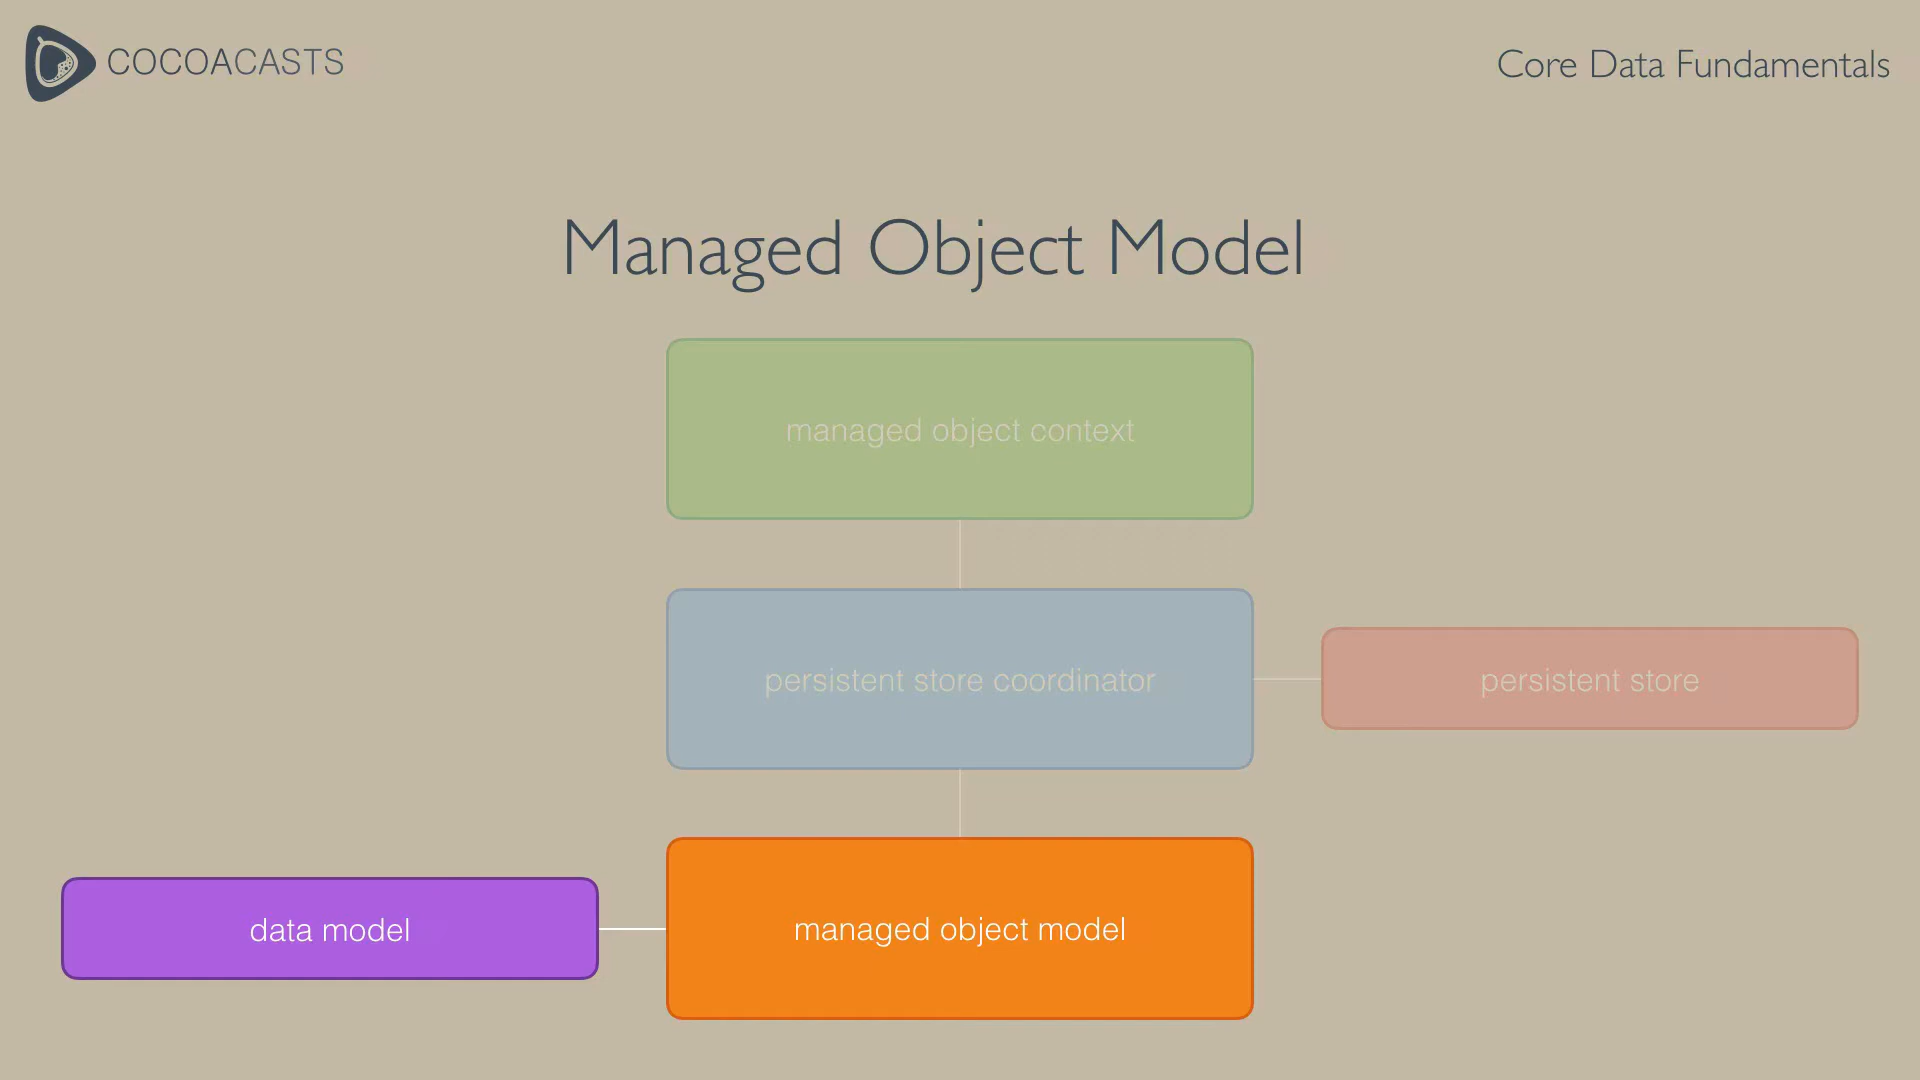 COCOACASTS
Core Data Fundamentals
Managed Object Model
managed object context
persistent store coordinator
persistent store
data model
managed object model